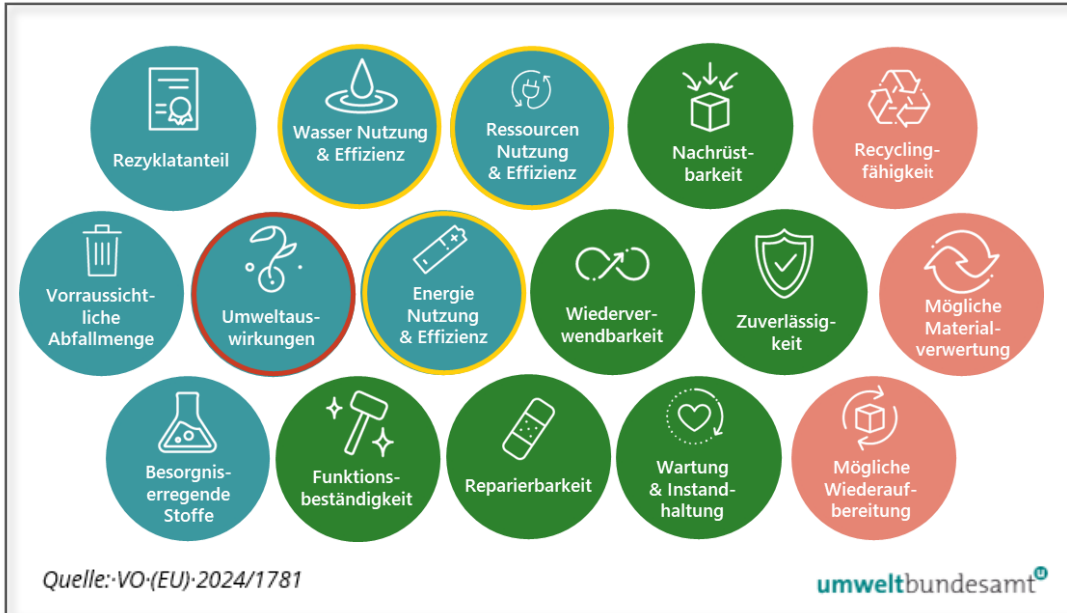 Rezyklatanteil
Wasser Nutzung
& Effizienz
Ressourcen
Nutzung
& Effizienz
Nachrüst-
barkeit
Recycling-
fähigkeit
Vorraussicht-
liche
Abfallmenge
Umweltaus-
wirkungen
Energie
Nutzung
& Effizienz
Wiederver-
wendbarkeit
Zuverlässig-
keit
Mögliche
Material-
verwertung
Besorgnis-
erregende
Stoffe
Funktions-
beständigkeit
Reparierbarkeit
Wartung
& Instand-
haltung
Mögliche
Wiederauf-
bereitung
Quelle:·VO·(EU)·2024/1781
umweltbundesamt